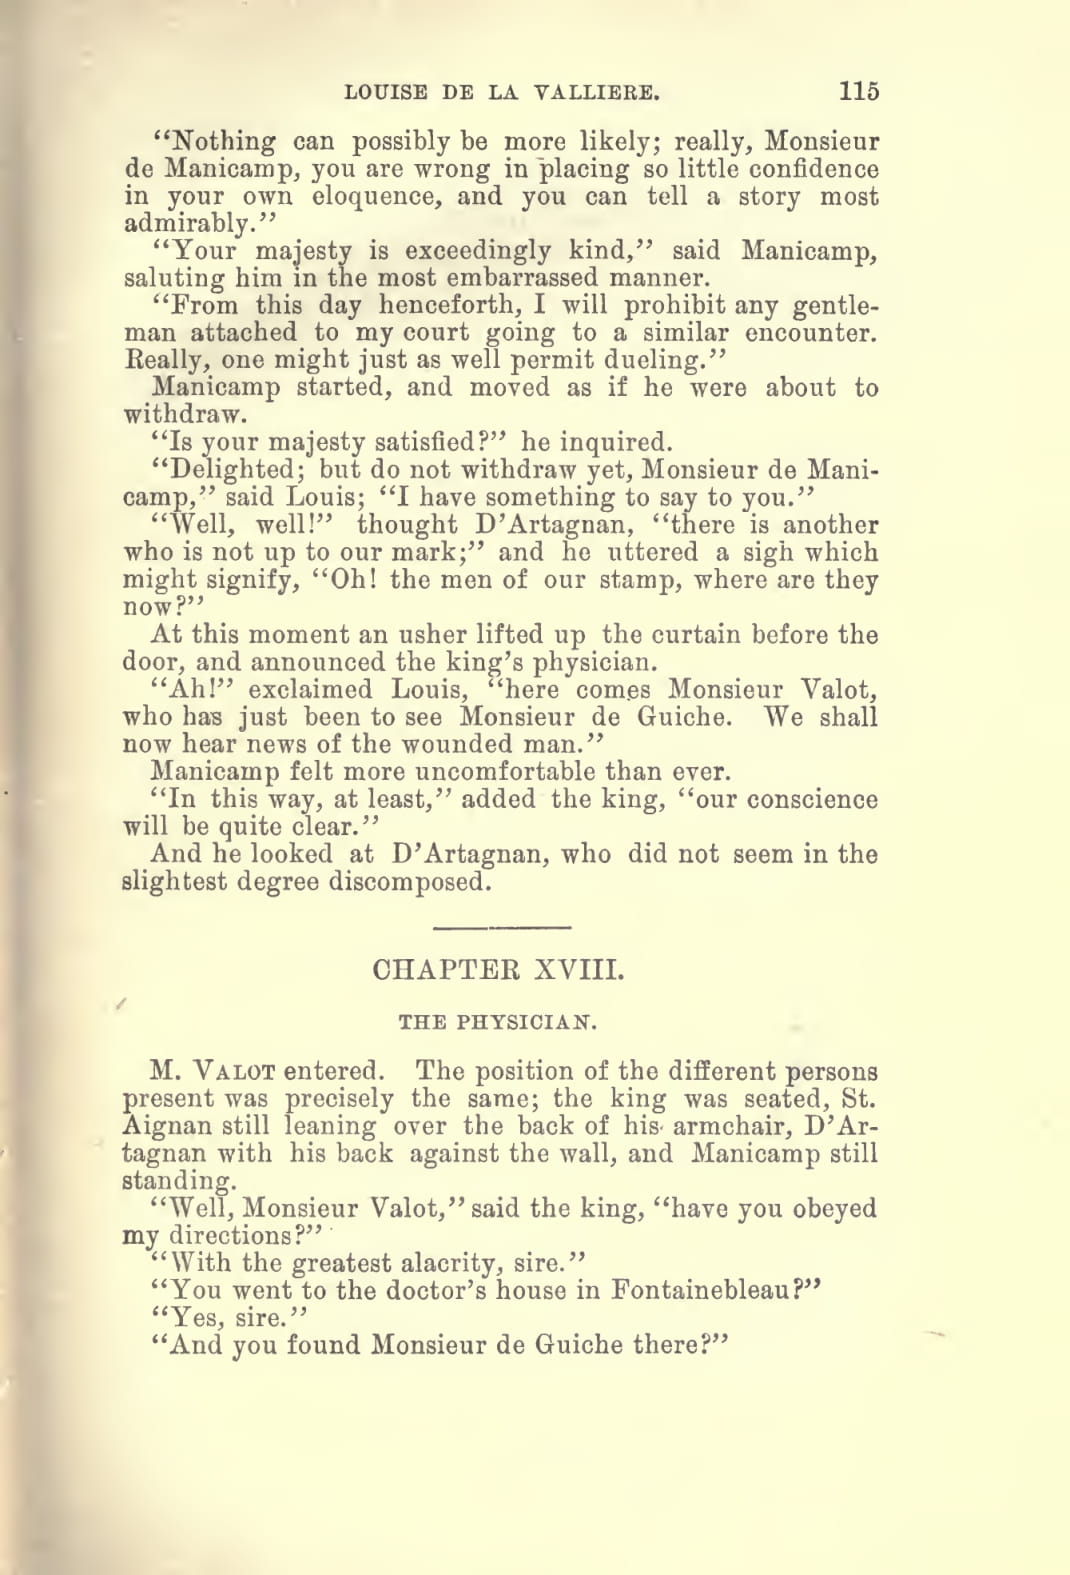 LOUISE DE LA VALLIERE. 115
“Nothing can possibly be more likely; really, Monsieur
de Manicamp, you are wrong in placing so little confidence
in your own eloquence, and you can tell a story most
admirably.”
“Your majesty is exceedingly kind,” said Manicamp,
saluting him in the most embarrassed manner.
“From this day henceforth, I will prohibit any gentle-
man attached to my court going to a similar encounter.
Really, one might just as well permit dueling.”
Manicamp started, and moved as if he were about to
withdraw.
“Is your majesty satisfied?” he inquired.
“Delighted; but do not withdraw yet, Monsieur de Mani-
camp,” said Louis; “I have something to say to you.”
“Well, well!” thought D’Artagnan, “there is another
who is not up to our mark;” and he uttered a sigh which
might signify, “Oh! the men of our stamp, where are they
now?”
At this moment an usher lifted up the curtain before the
door, and announced the king’s physician.
“Ah!” exclaimed Louis, “here comes Monsieur Valot,
who has just been to see Monsieur de Guiche. We shall
now hear news of the wounded man.”
Manicamp felt more uncomfortable than ever.
“In this way, at least,” added the king, “our conscience
will be quite clear.”
And he looked at D’Artagnan, who did not seem in the
slightest degree discomposed.
CHAPTER XVIII.
THE PHYSICIAN.
M. VALOT entered. The position of the different persons
present was precisely the same; the king was seated, St.
Aignan still leaning over the back of his armchair, D’Ar-
tagnan with his back against the wall, and Manicamp still
standing.
“Well, Monsieur Valot,” said the king, “have you obeyed
my directions?”
“With the greatest alacrity, sire.”
“You went to the doctor’s house in Fontainebleau?”
“Yes, sire.”
“And you found Monsieur de Guiche there?”